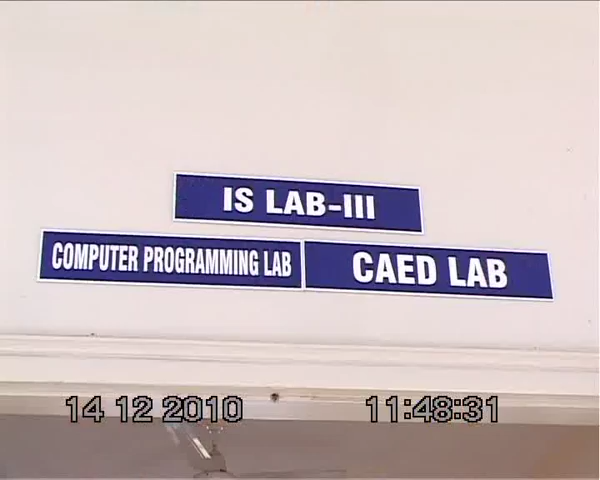 IS LAB-III
COMPUTER PROGRAMMING LAB
CAED LAB
14 12 2010
11:48:31